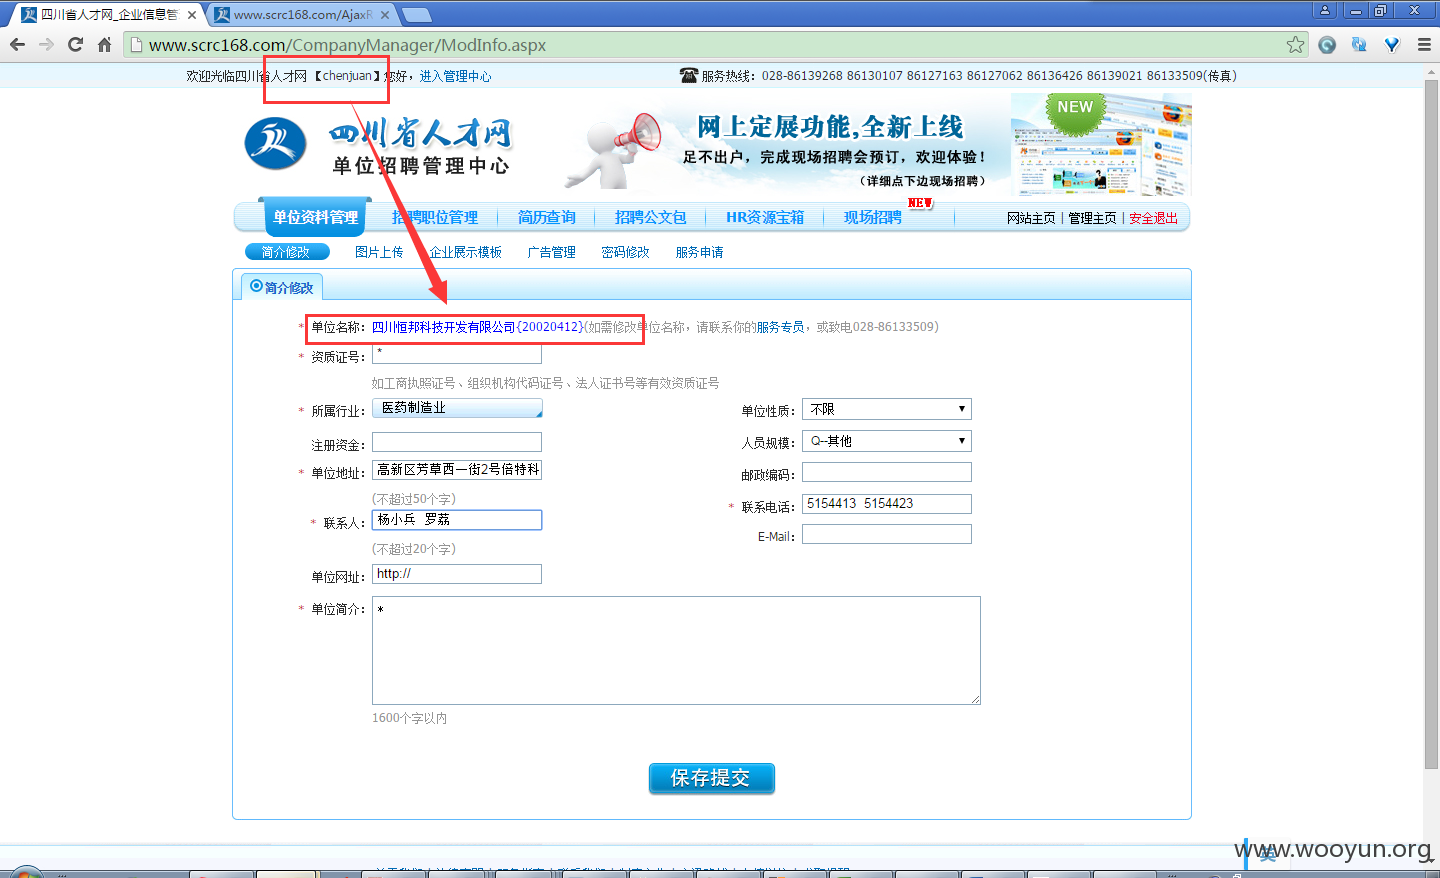 四川省人才网_企业信息管
www.scrc168.com/AjaxR
www.scrc168.com/CompanyManager/ModInfo.aspx
欢迎光临四川省人才网 【chenjuan】您好，进入管理中心
服务热线：028-86139268 86130107 86127163 86127062 86136426 86139021 86133509(传真)
四川省人才网
单位招聘管理中心
网上定展功能,全新上线
足不出户，完成现场招聘会预订，欢迎体验！
（详细点下边现场招聘）
NEW
NEW
单位资料管理 招聘职位管理 简历查询 招聘公文包 HR资源宝箱 现场招聘
网站主页 | 管理主页 | 安全退出
简介修改 图片上传 企业展示模板 广告管理 密码修改 服务申请
简介修改
* 单位名称：四川恒邦科技开发有限公司{20020412}(如需修改单位名称，请联系你的服务专员，或致电028-86133509)
* 资质证号： *
如工商执照证号、组织机构代码证号、法人证书号等有效资质证号
* 所属行业： 医药制造业
单位性质： 不限
注册资金：
人员规模： Q--其他
* 单位地址： 高新区芳草西一街2号倍特科
邮政编码：
(不超过50个字)
* 联系电话： 5154413 5154423
* 联系人： 杨小兵 罗荔
E-Mail：
(不超过20个字)
单位网址： http://
* 单位简介： *
1600个字以内
保存提交
www.wooyun.org
英